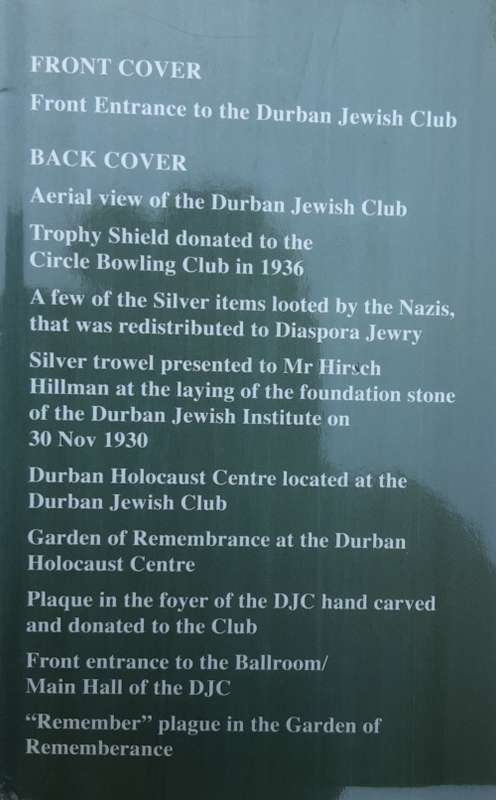 FRONT COVER
Front Entrance to the Durban Jewish Club
BACK COVER
Aerial view of the Durban Jewish Club
Trophy Shield donated to the
Circle Bowling Club in 1936
A few of the Silver items looted by the Nazis,
that was redistributed to Diaspora Jewry
Silver trowel presented to Mr Hirsch
Hillman at the laying of the foundation stone
of the Durban Jewish Institute on
30 Nov 1930
Durban Holocaust Centre located at the
Durban Jewish Club
Garden of Remembrance at the Durban
Holocaust Centre
Plaque in the foyer of the DJC hand carved
and donated to the Club
Front entrance to the Ballroom/
Main Hall of the DJC
“Remember” plague in the Garden of
Rememberance